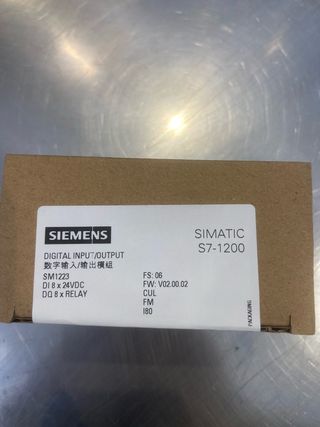 SIEMENS
SIMATIC
S7-1200
DIGITAL INPUT/OUTPUT
数字输入/输出模组
SM1223
DI 8 x 24VDC
DQ 8 x RELAY
FS: 06
FW: V02.00.02
CUL
FM
I80
PACKAGING